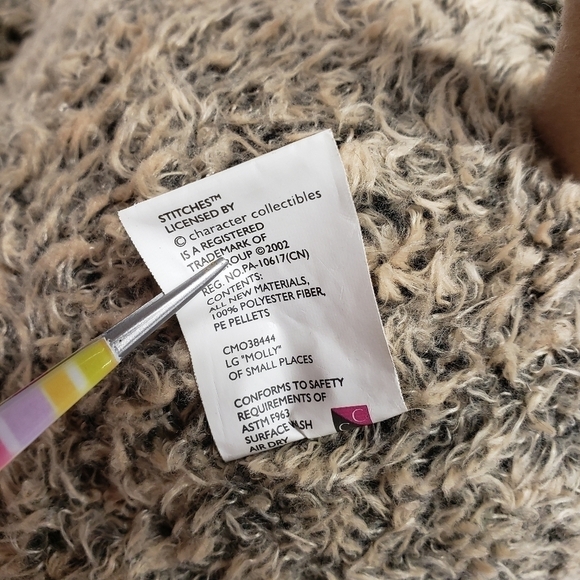 STITCHES™
LICENSED BY
© character collectibles
IS A REGISTERED
TRADEMARK OF
ROUP ©2002
REG. NO.PA-10617(CN)
CONTENTS:
ALL NEW MATERIALS,
100% POLYESTER FIBER,
PE PELLETS
CMO38444
LG "MOLLY"
OF SMALL PLACES
CONFORMS TO SAFETY
REQUIREMENTS OF
ASTM F963
SURFACE SH
AIR DRY
C
C